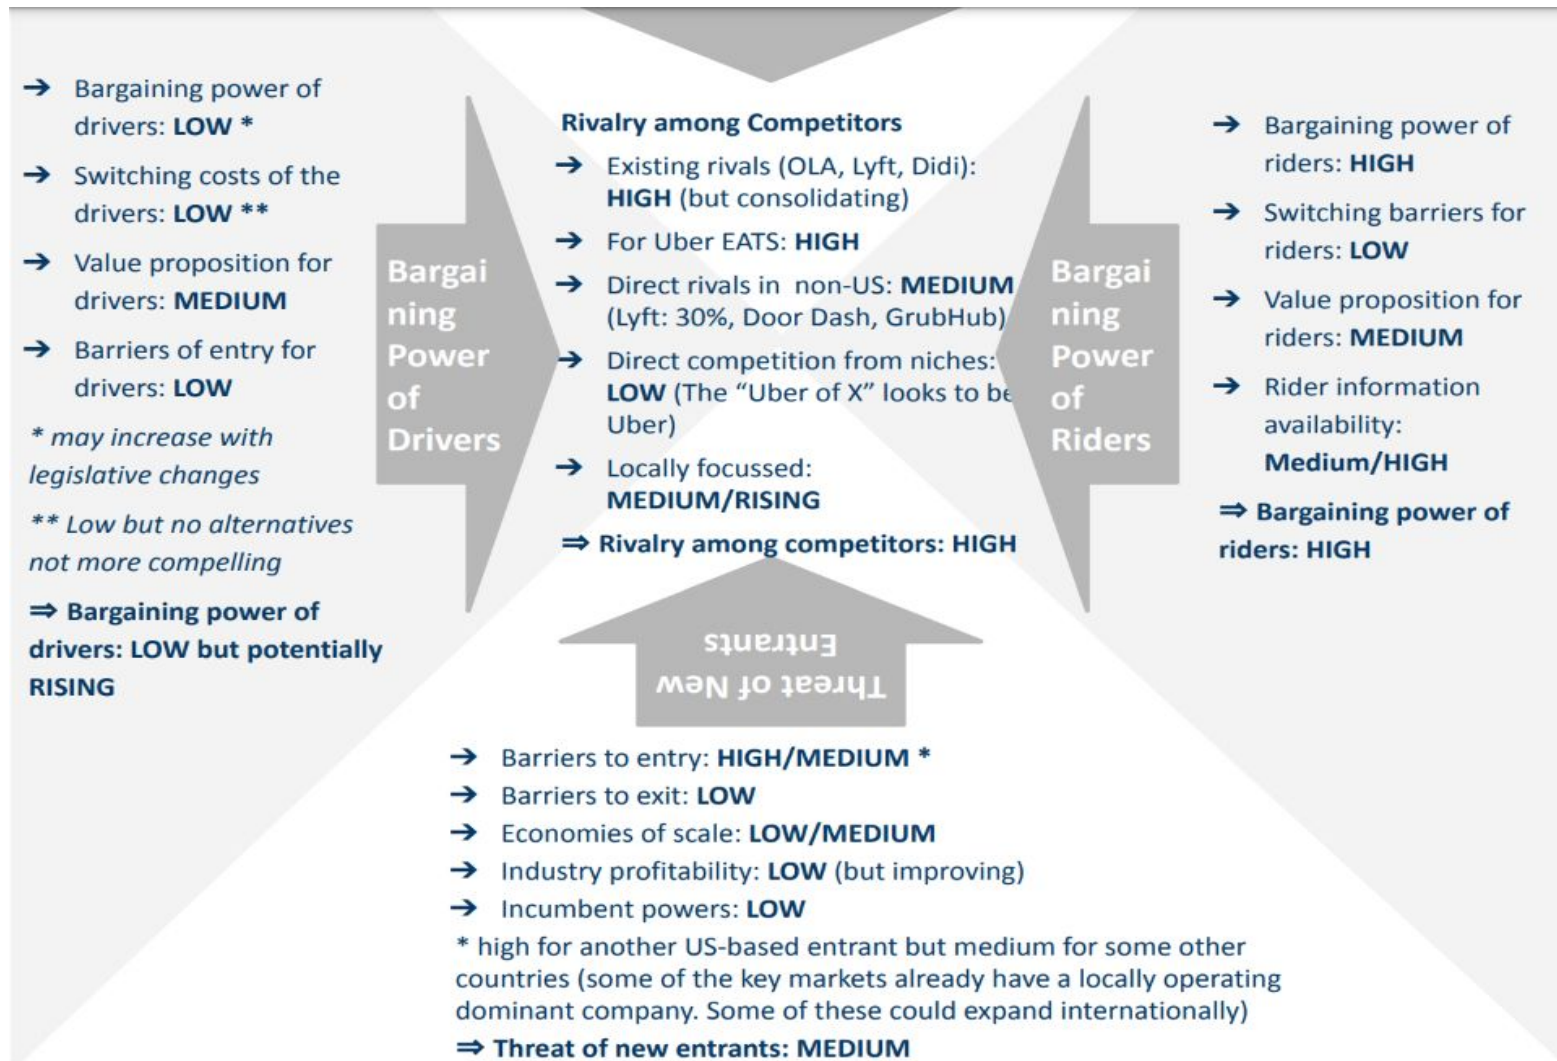 ➔ Bargaining power of
drivers: LOW *
➔ Switching costs of the
drivers: LOW **
➔ Value proposition for
drivers: MEDIUM
➔ Barriers of entry for
drivers: LOW
* may increase with
legislative changes
** Low but no alternatives
not more compelling
⇒ Bargaining power of
drivers: LOW but potentially
RISING
Bargai
ning
Power
of
Drivers
Rivalry among Competitors
➔ Existing rivals (OLA, Lyft, Didi):
HIGH (but consolidating)
➔ For Uber EATS: HIGH
➔ Direct rivals in non-US: MEDIUM
(Lyft: 30%, Door Dash, GrubHub)
➔ Direct competition from niches:
LOW (The “Uber of X” looks to be
Uber)
➔ Locally focussed:
MEDIUM/RISING
⇒ Rivalry among competitors: HIGH
Bargai
ning
Power
of
Riders
➔ Bargaining power of
riders: HIGH
➔ Switching barriers for
riders: LOW
➔ Value proposition for
riders: MEDIUM
➔ Rider information
availability:
Medium/HIGH
⇒ Bargaining power of
riders: HIGH
Threat of New
Entrants
➔ Barriers to entry: HIGH/MEDIUM *
➔ Barriers to exit: LOW
➔ Economies of scale: LOW/MEDIUM
➔ Industry profitability: LOW (but improving)
➔ Incumbent powers: LOW
* high for another US-based entrant but medium for some other
countries (some of the key markets already have a locally operating
dominant company. Some of these could expand internationally)
⇒ Threat of new entrants: MEDIUM